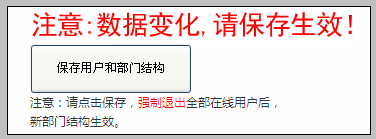 注意:数据变化,请保存生效！
保存用户和部门结构
注意：请点击保存，强制退出全部在线用户后，
新部门结构生效。